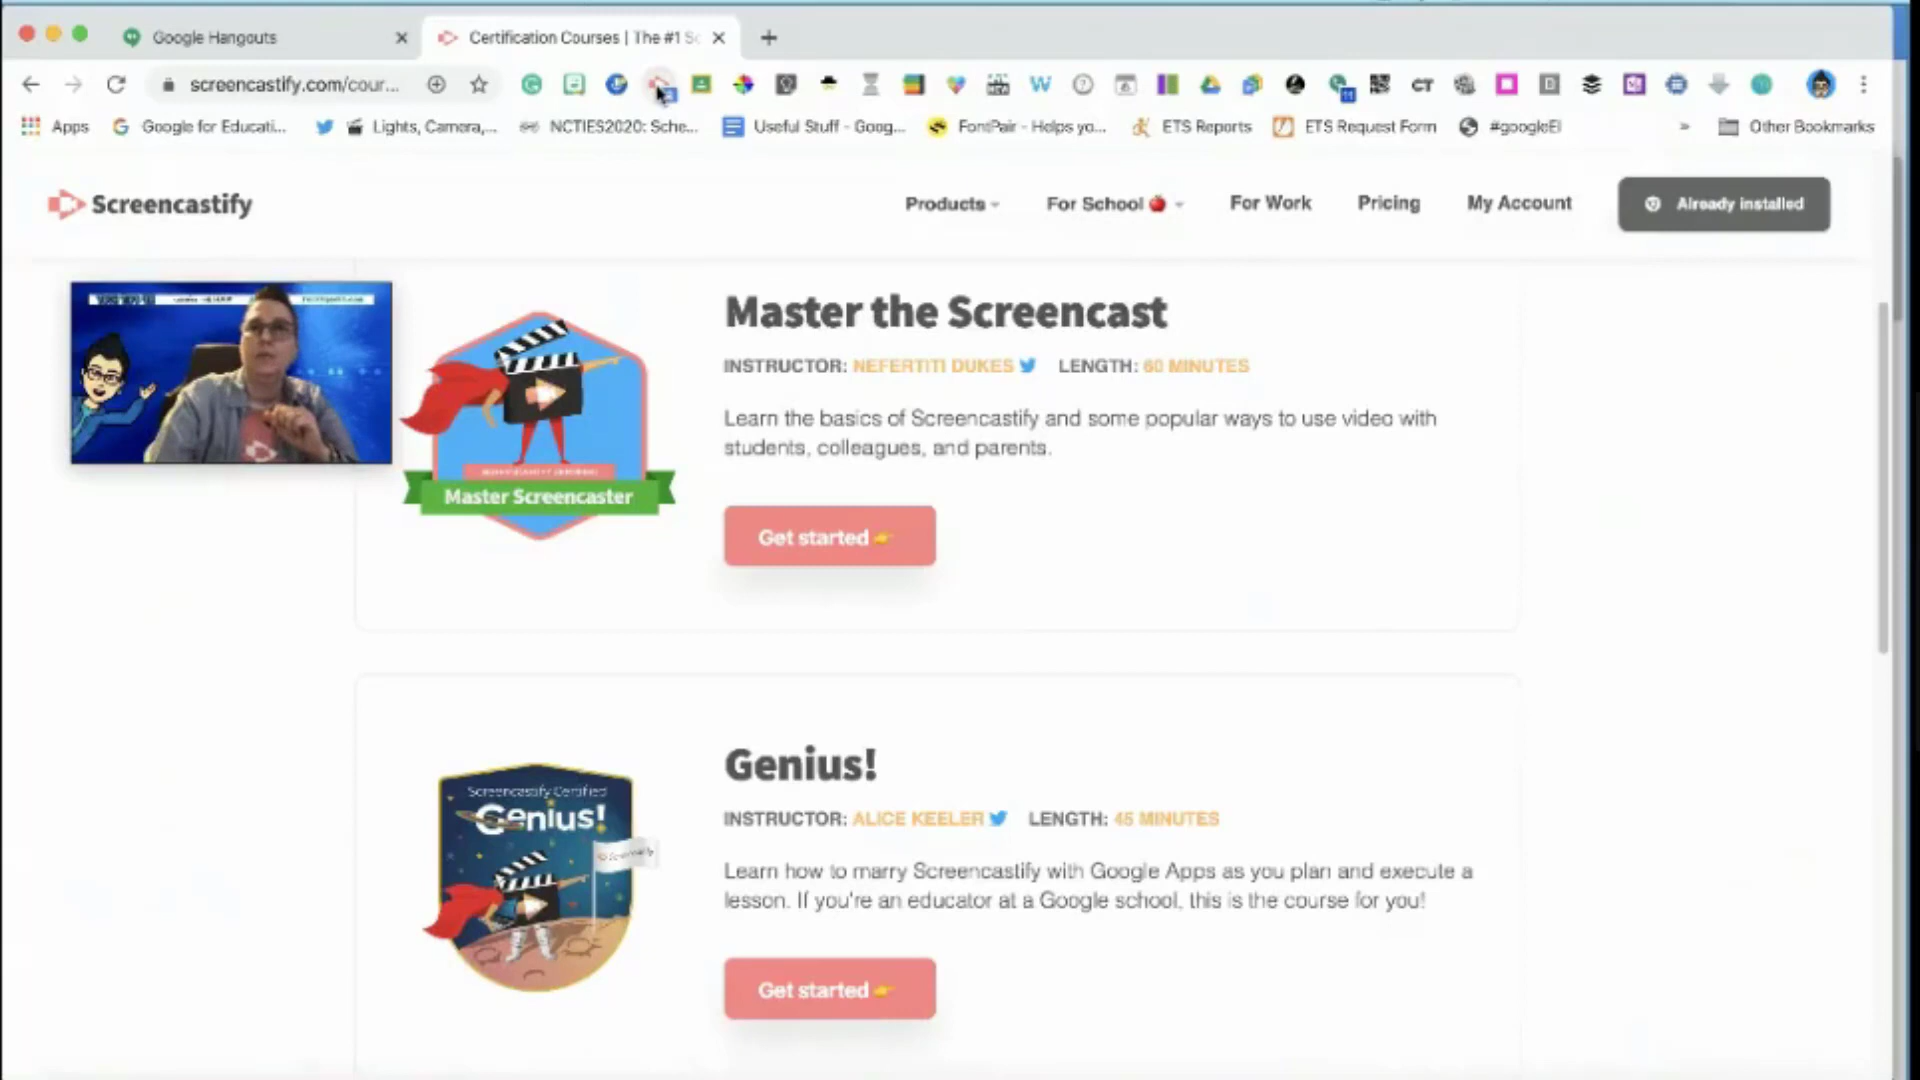 Google Hangouts
Certification Courses | The #1 Sc
screencastify.com/cour...
W
CT
11
Apps
Google for Educati...
Lights, Camera,...
NCTIES2020: Sche...
Useful Stuff - Goog...
FontPair - Helps yo...
ETS Reports
ETS Request Form
#googleEI
Other Bookmarks
Screencastify
Products
For School
For Work
Pricing
My Account
Already installed
Master the Screencast
INSTRUCTOR: NEFERTITI DUKES LENGTH: 60 MINUTES
Learn the basics of Screencastify and some popular ways to use video with
students, colleagues, and parents.
Master Screencaster
Get started
Genius!
Screencastify Certified
Genius!
INSTRUCTOR: ALICE KEELER LENGTH: 45 MINUTES
Learn how to marry Screencastify with Google Apps as you plan and execute a
lesson. If you're an educator at a Google school, this is the course for you!
Get started